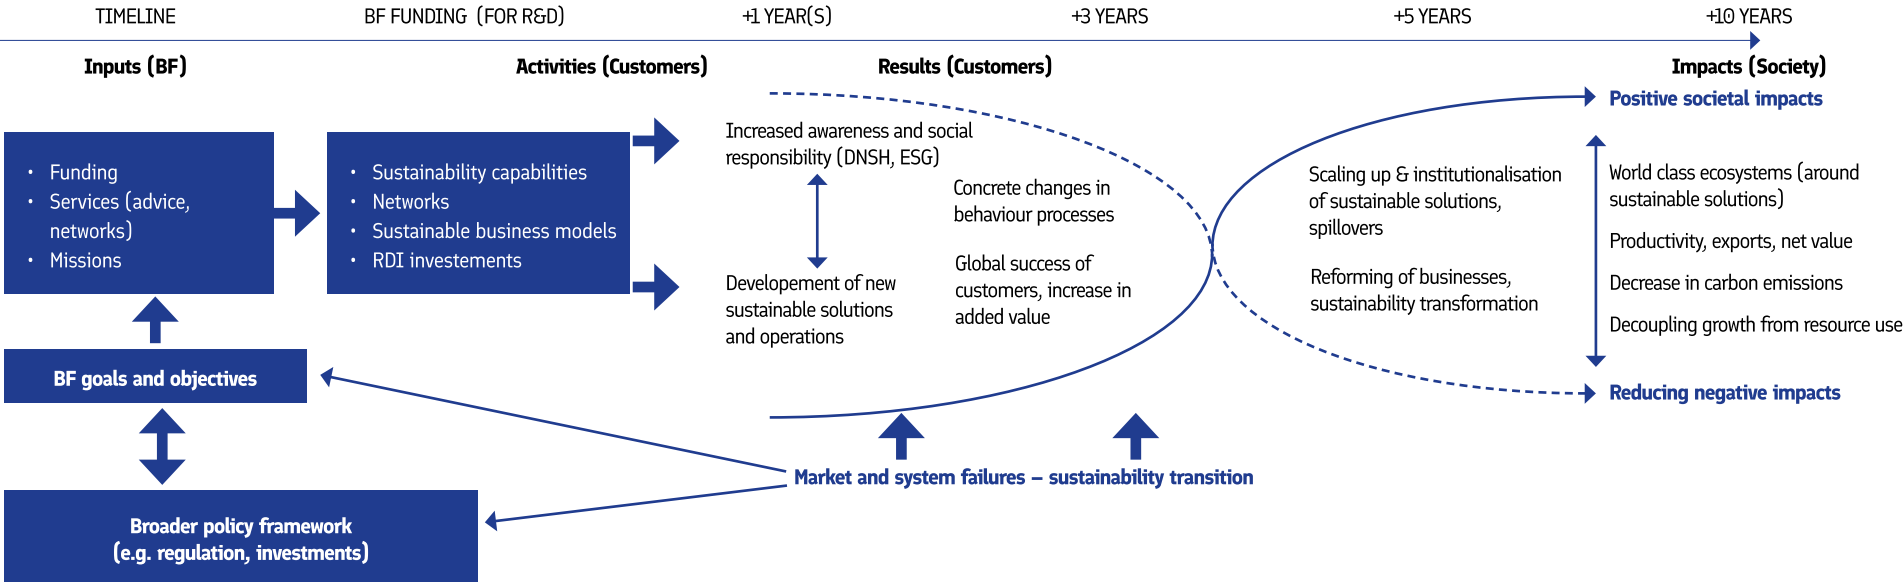 TIMELINE
BF FUNDING (FOR R&D)
+1 YEAR(S)
+3 YEARS
+5 YEARS
+10 YEARS
Inputs (BF)
Activities (Customers)
Results (Customers)
Impacts (Society)
• Funding
• Services (advice,
networks)
• Missions
• Sustainability capabilities
• Networks
• Sustainable business models
• RDI investements
Increased awareness and social
responsibility (DNSH, ESG)
Developement of new
sustainable solutions
and operations
Concrete changes in
behaviour processes
Global success of
customers, increase in
added value
Scaling up & institutionalisation
of sustainable solutions,
spillovers
Reforming of businesses,
sustainability transformation
Positive societal impacts
World class ecosystems (around
sustainable solutions)
Productivity, exports, net value
Decrease in carbon emissions
Decoupling growth from resource use
Reducing negative impacts
BF goals and objectives
Market and system failures – sustainability transition
Broader policy framework
(e.g. regulation, investments)